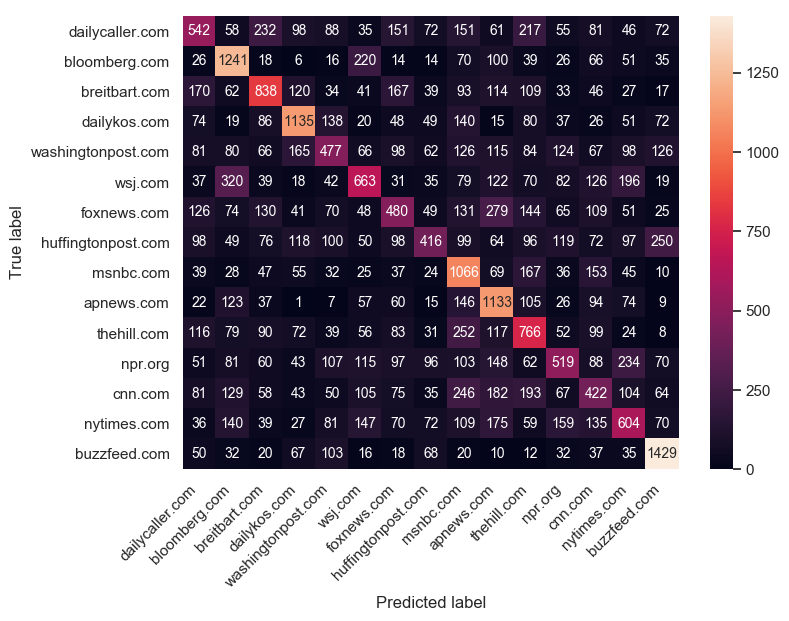 dailycaller.com 542 58 232 98 88 35 151 72 151 61 217 55 81 46 72
bloomberg.com 26 1241 18 6 16 220 14 14 70 100 39 26 66 51 35
breitbart.com 170 62 838 120 34 41 167 39 93 114 109 33 46 27 17
dailykos.com 74 19 86 1135 138 20 48 49 140 15 80 37 26 51 72
washingtonpost.com 81 80 66 165 477 66 98 62 126 115 84 124 67 98 126
wsj.com 37 320 39 18 42 663 31 35 79 122 70 82 126 196 19
foxnews.com 126 74 130 41 70 48 480 49 131 279 144 65 109 51 25
huffingtonpost.com 98 49 76 118 100 50 98 416 99 64 96 119 72 97 250
msnbc.com 39 28 47 55 32 25 37 24 1066 69 167 36 153 45 10
apnews.com 22 123 37 1 7 57 60 15 146 1133 105 26 94 74 9
thehill.com 116 79 90 72 39 56 83 31 252 117 766 52 99 24 8
npr.org 51 81 60 43 107 115 97 96 103 148 62 519 88 234 70
cnn.com 81 129 58 43 50 105 75 35 246 182 193 67 422 104 64
nytimes.com 36 140 39 27 81 147 70 72 109 175 59 159 135 604 70
buzzfeed.com 50 32 20 67 103 16 18 68 20 10 12 32 37 35 1429
dailycaller.com bloomberg.com breitbart.com dailykos.com washingtonpost.com wsj.com foxnews.com huffingtonpost.com msnbc.com apnews.com thehill.com npr.org cnn.com nytimes.com buzzfeed.com
Predicted label
True label
1250
1000
750
500
250
0